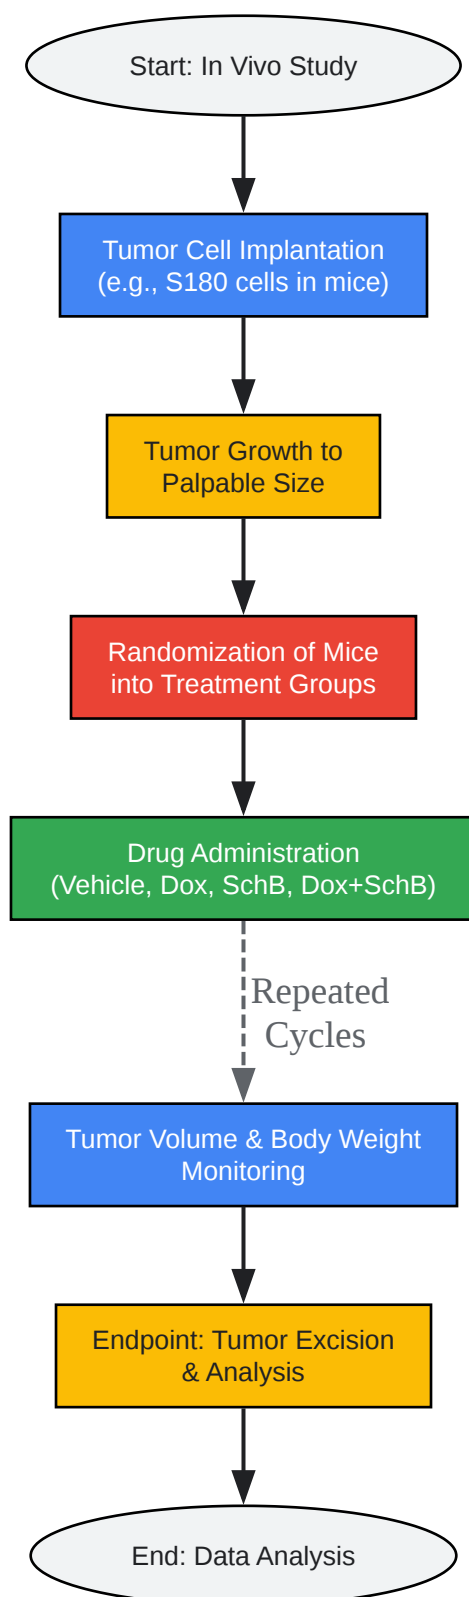 Start: In Vivo Study
Tumor Cell Implantation
(e.g., S180 cells in mice)
Tumor Growth to
Palpable Size
Randomization of Mice
into Treatment Groups
Drug Administration
(Vehicle, Dox, SchB, Dox+SchB)
Repeated
Cycles
Tumor Volume & Body Weight
Monitoring
Endpoint: Tumor Excision
& Analysis
End: Data Analysis